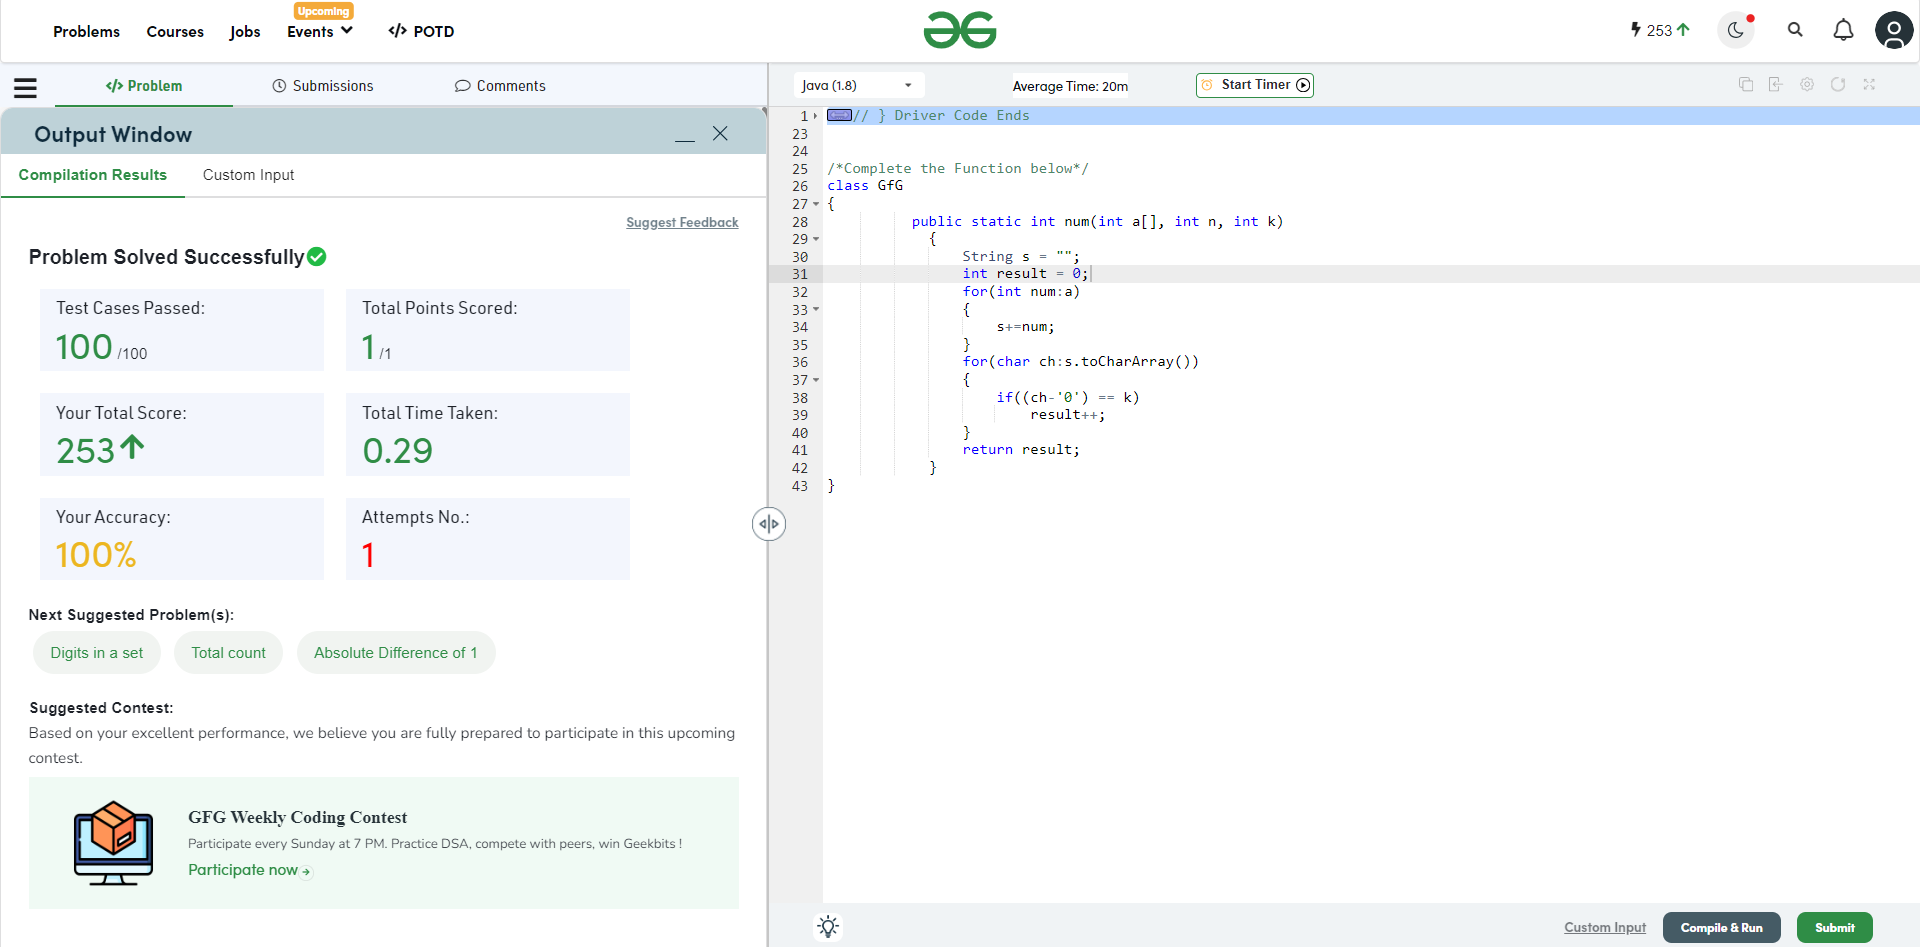 Upcoming
Problems Courses Jobs Events </> POTD
253
</> Problem Submissions Comments
Java (1.8) Average Time: 20m Start Timer
Output Window
Compilation Results Custom Input
Suggest Feedback
Problem Solved Successfully
Test Cases Passed: Total Points Scored:
100 /100 1 /1
Your Total Score: Total Time Taken:
253 0.29
Your Accuracy: Attempts No.:
100% 1
Next Suggested Problem(s):
Digits in a set Total count Absolute Difference of 1
Suggested Contest:
Based on your excellent performance, we believe you are fully prepared to participate in this upcoming
contest.
GFG Weekly Coding Contest
Participate every Sunday at 7 PM. Practice DSA, compete with peers, win Geekbits !
Participate now
1 // } Driver Code Ends
23
24
25 /*Complete the Function below*/
26 class GfG
27 {
28 public static int num(int a[], int n, int k)
29 {
30 String s = "";
31 int result = 0;
32 for(int num:a)
33 {
34 s+=num;
35 }
36 for(char ch:s.toCharArray())
37 {
38 if((ch-'0') == k)
39 result++;
40 }
41 return result;
42 }
43 }
Custom Input Compile & Run Submit